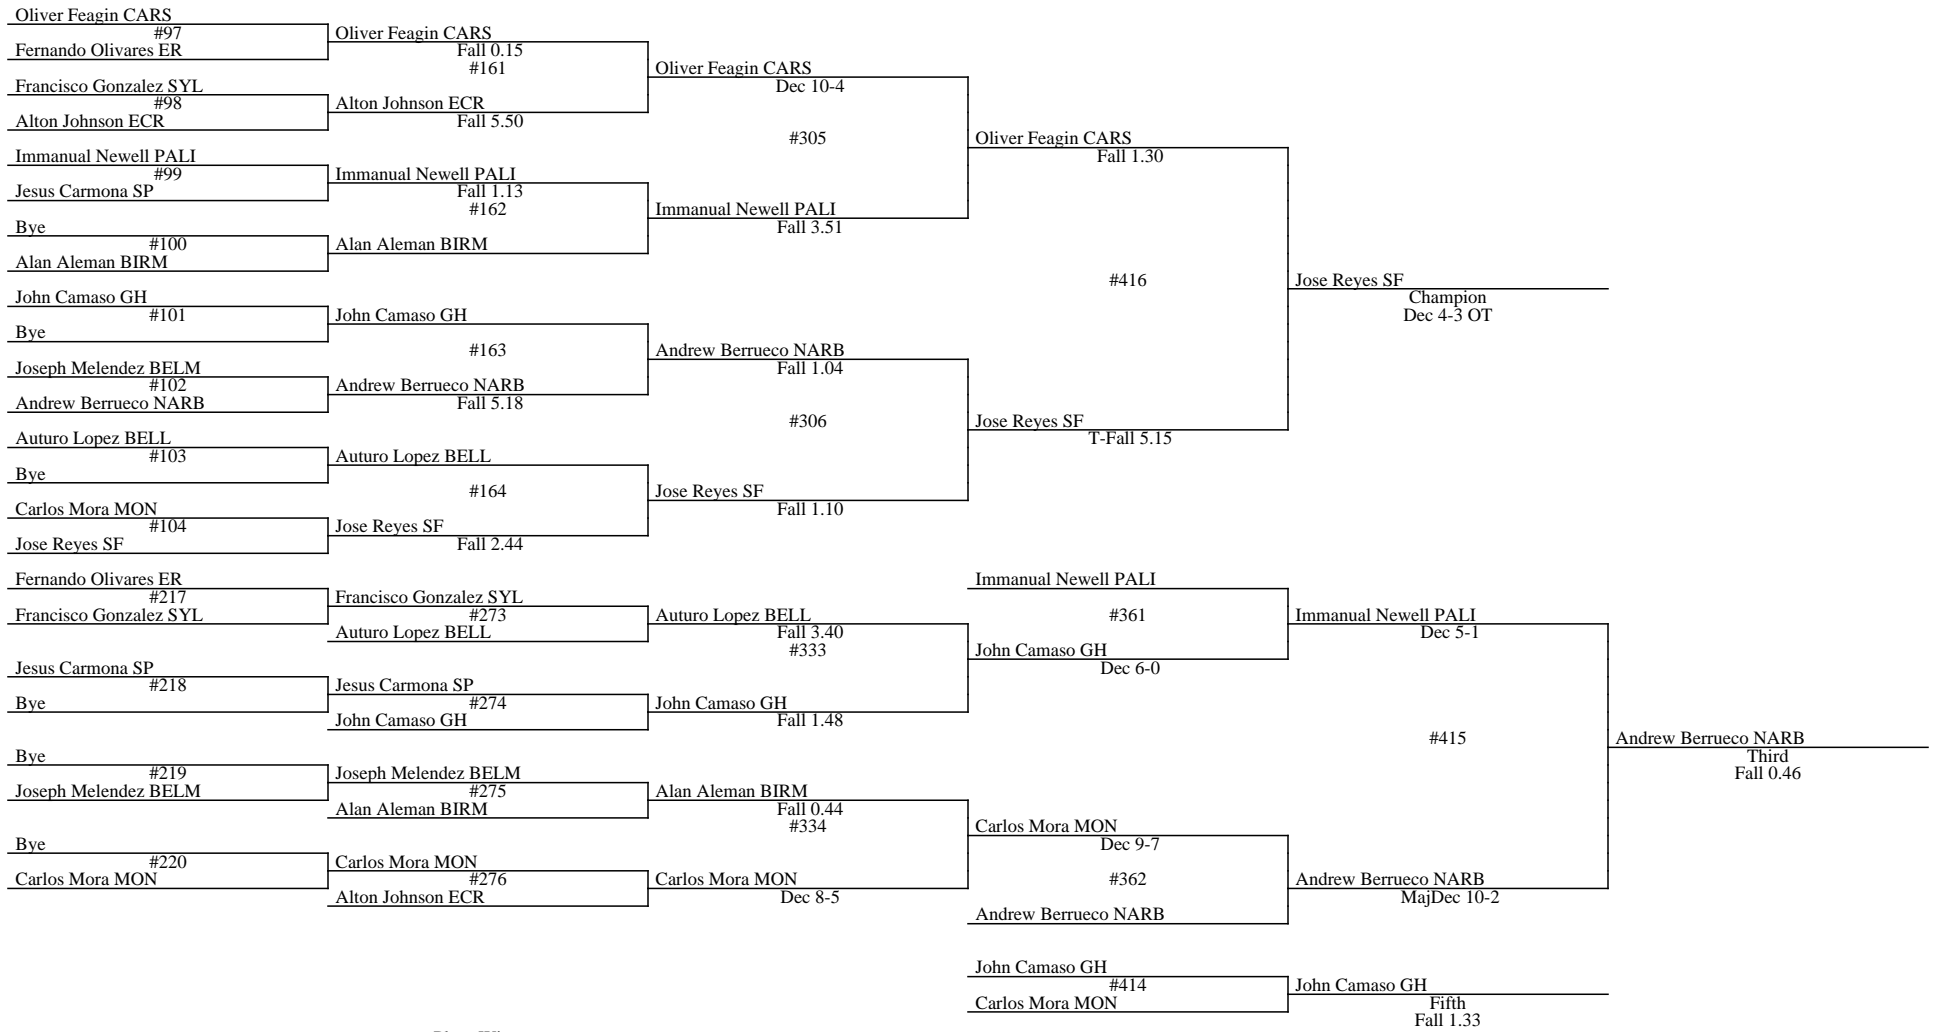 Oliver Feagin CARS
#97
Fernando Olivares ER
Oliver Feagin CARS
Fall 0.15
#161
Francisco Gonzalez SYL
#98
Alton Johnson ECR
Alton Johnson ECR
Fall 5.50
Oliver Feagin CARS
Dec 10-4
#305
Immanual Newell PALI
#99
Jesus Carmona SP
Immanual Newell PALI
Fall 1.13
#162
Bye
#100
Alan Aleman BIRM
Alan Aleman BIRM
Immanual Newell PALI
Fall 3.51
Oliver Feagin CARS
Fall 1.30
#416
John Camaso GH
#101
Bye
John Camaso GH
#163
Joseph Melendez BELM
#102
Andrew Berrueco NARB
Andrew Berrueco NARB
Fall 5.18
Andrew Berrueco NARB
Fall 1.04
#306
Auturo Lopez BELL
#103
Bye
Auturo Lopez BELL
#164
Carlos Mora MON
#104
Jose Reyes SF
Jose Reyes SF
Fall 2.44
Jose Reyes SF
Fall 1.10
Jose Reyes SF
T-Fall 5.15
Jose Reyes SF
Champion
Dec 4-3 OT
Fernando Olivares ER
#217
Francisco Gonzalez SYL
Francisco Gonzalez SYL
#273
Auturo Lopez BELL
Auturo Lopez BELL
Fall 3.40
#333
Jesus Carmona SP
#218
Bye
Jesus Carmona SP
#274
John Camaso GH
John Camaso GH
Fall 1.48
Immanual Newell PALI
#361
John Camaso GH
Dec 6-0
Immanual Newell PALI
Dec 5-1
#415
Bye
#219
Joseph Melendez BELM
Joseph Melendez BELM
#275
Alan Aleman BIRM
Alan Aleman BIRM
Fall 0.44
#334
Bye
#220
Carlos Mora MON
Carlos Mora MON
#276
Alton Johnson ECR
Carlos Mora MON
Dec 8-5
Carlos Mora MON
Dec 9-7
#362
Andrew Berrueco NARB
Andrew Berrueco NARB
MajDec 10-2
Andrew Berrueco NARB
Third
Fall 0.46
John Camaso GH
#414
Carlos Mora MON
John Camaso GH
Fifth
Fall 1.33